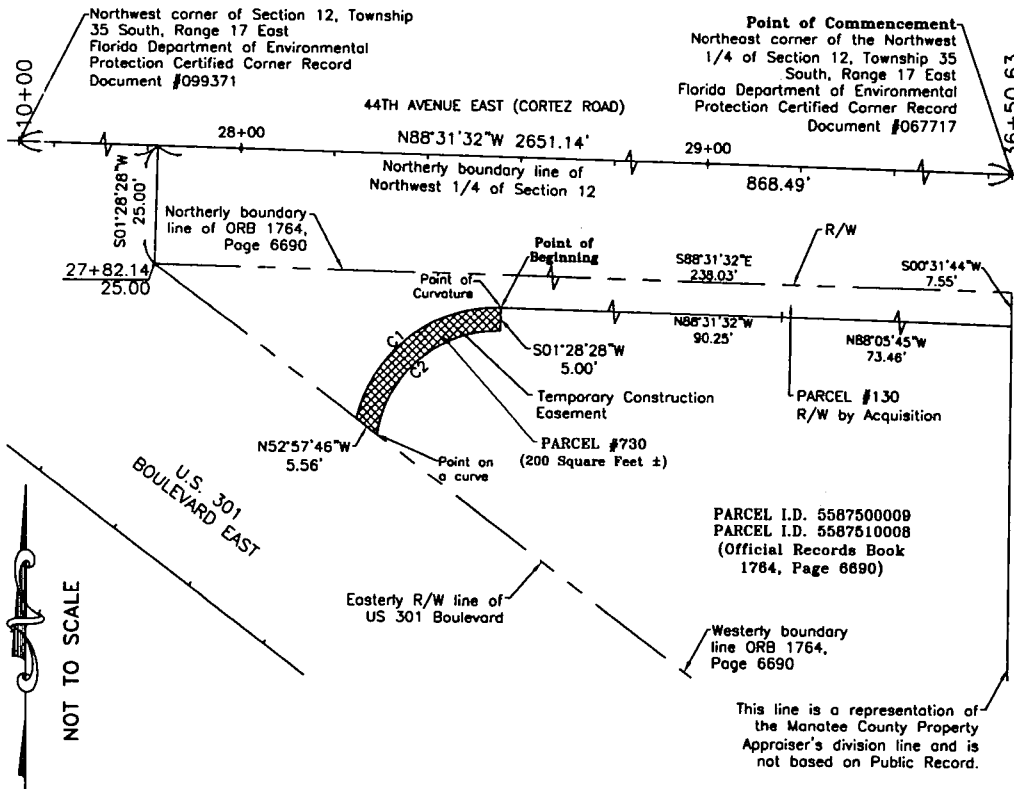 Northwest corner of Section 12, Township
35 South, Range 17 East
Florida Department of Environmental
Protection Certified Corner Record
Document #099371
Point of Commencement
Northeast corner of the Northwest
1/4 of Section 12, Township 35
South, Range 17 East
Florida Department of Environmental
Protection Certified Corner Record
Document #067717
10+00
36+50.63
44TH AVENUE EAST (CORTEZ ROAD)
28+00
N88°31'32"W 2651.14'
29+00
Northerly boundary line of
Northwest 1/4 of Section 12
868.49'
S01°28'28"W
25.00'
Northerly boundary
line of ORB 1764,
Page 6690
27+82.14
25.00
Point of
Beginning
Point of
Curvature
S88°31'32"E
238.03'
R/W
S00°31'44"W
7.55'
C1
C2
S01°28'28"W
5.00'
N88°31'32"W
90.25'
N88°05'45"W
73.46'
Temporary Construction
Easement
PARCEL #130
R/W by Acquisition
PARCEL #730
(200 Square Feet ±)
N52°57'46"W
5.56'
Point on
a curve
U.S. 301
BOULEVARD EAST
PARCEL I.D. 5587500009
PARCEL I.D. 5587510008
(Official Records Book
1764, Page 6690)
NOT TO SCALE
Easterly R/W line of
US 301 Boulevard
Westerly boundary
line ORB 1764,
Page 6690
This line is a representation of
the Manatee County Property
Appraiser's division line and is
not based on Public Record.